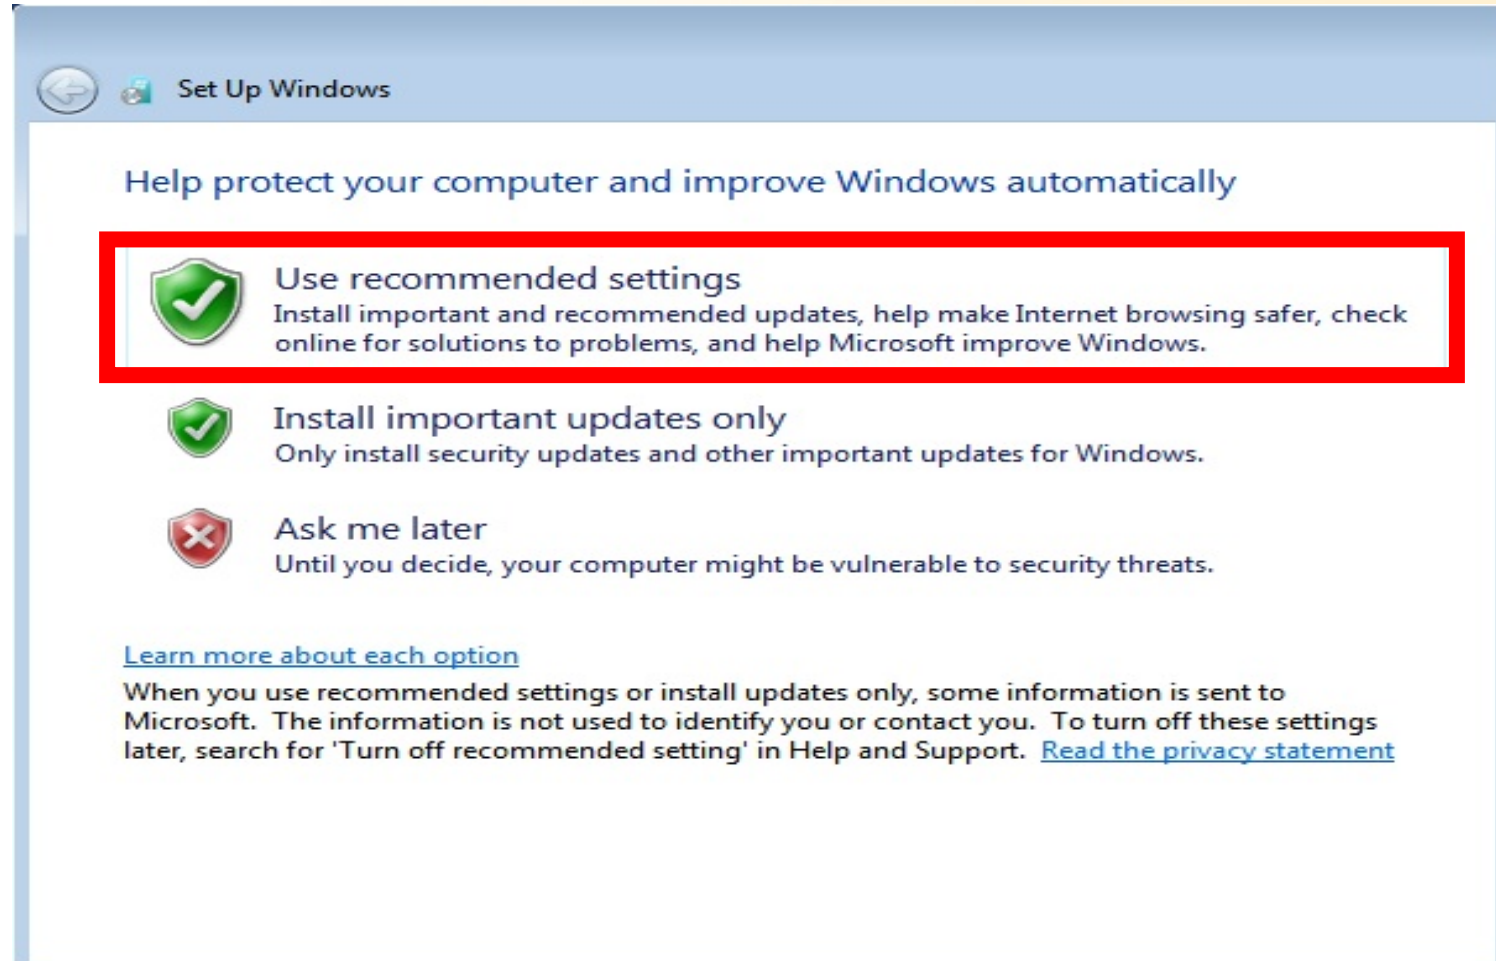 Set Up Windows
Help protect your computer and improve Windows automatically
Use recommended settings
Install important and recommended updates, help make Internet browsing safer, check
online for solutions to problems, and help Microsoft improve Windows.
Install important updates only
Only install security updates and other important updates for Windows.
Ask me later
Until you decide, your computer might be vulnerable to security threats.
Learn more about each option
When you use recommended settings or install updates only, some information is sent to
Microsoft.  The information is not used to identify you or contact you.  To turn off these settings
later, search for 'Turn off recommended setting' in Help and Support.  Read the privacy statement